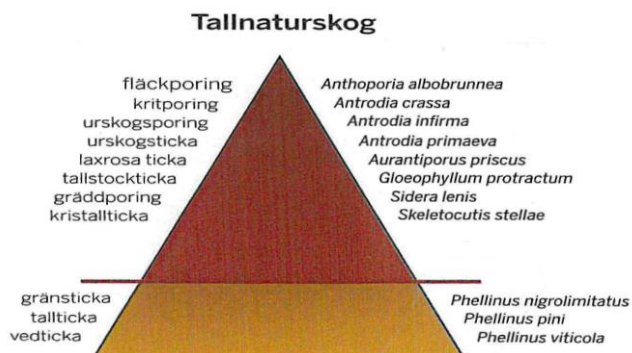 Tallnaturskog
fläckporing Anthoporia albobrunnea
kritporing Antrodia crassa
urskogsporing Antrodia infirma
urskogsticka Antrodia primaeva
laxrosa ticka Aurantiporus priscus
tallstockticka Gloeophyllum protractum
gräddporing Sidera lenis
kristallticka Skeletocutis stellae
gränsticka Phellinus nigrolimitatus
tallticka Phellinus pini
vedticka Phellinus viticola